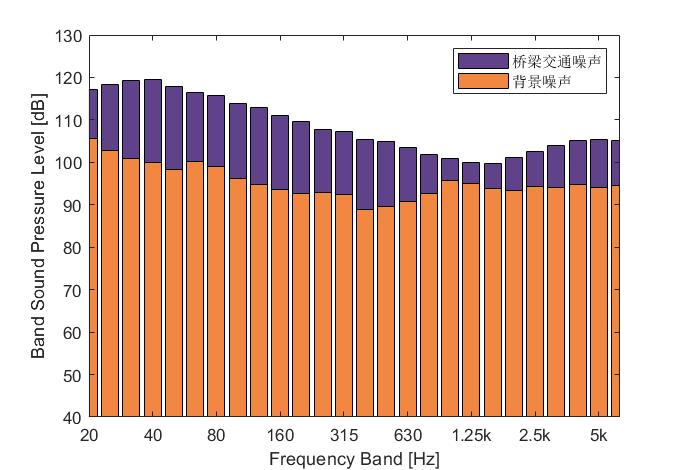 130
120
110
100
90
80
70
60
50
40
Band Sound Pressure Level [dB]
桥梁交通噪声
背景噪声
20 40 80 160 315 630 1.25k 2.5k 5k
Frequency Band [Hz]